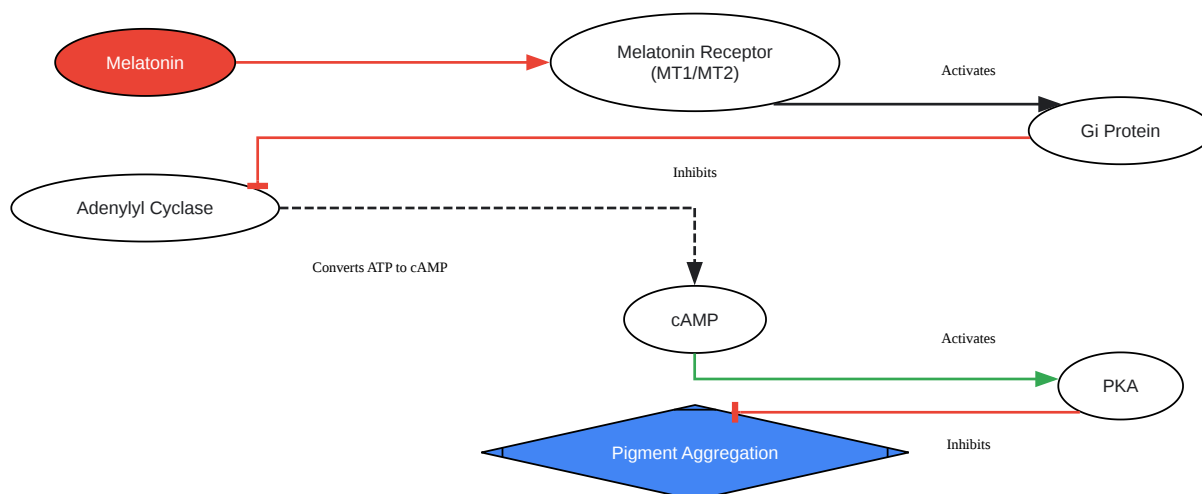 Melatonin
Melatonin Receptor
(MT1/MT2)
Activates
Gi Protein
Inhibits
Adenylyl Cyclase
Converts ATP to cAMP
cAMP
Activates
PKA
Inhibits
Pigment Aggregation